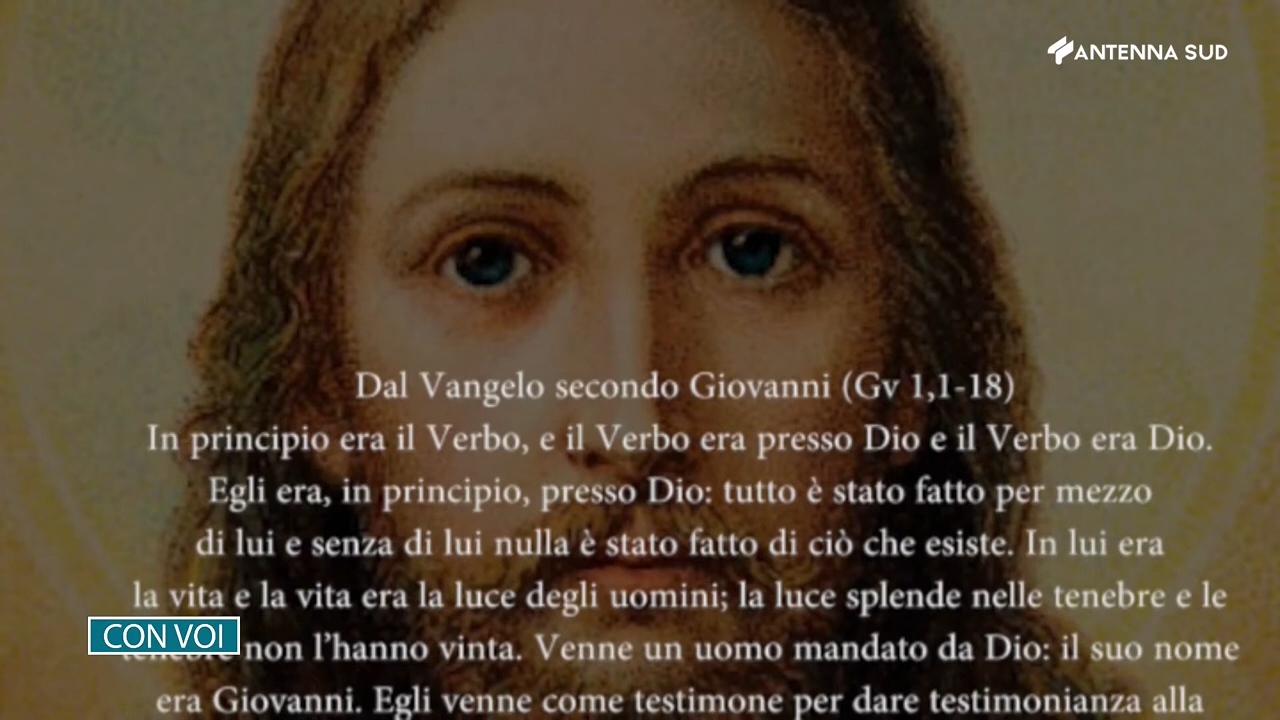 ANTENNA SUD
Dal Vangelo secondo Giovanni (Gv 1,1-18)
In principio era il Verbo, e il Verbo era presso Dio e il Verbo era Dio.
Egli era, in principio, presso Dio: tutto è stato fatto per mezzo
di lui e senza di lui nulla è stato fatto di ciò che esiste. In lui era
la vita e la vita era la luce degli uomini; la luce splende nelle tenebre e le
CON VOI
non l'hanno vinta. Venne un uomo mandato da Dio: il suo nome
era Giovanni. Egli venne come testimone per dare testimonianza alla